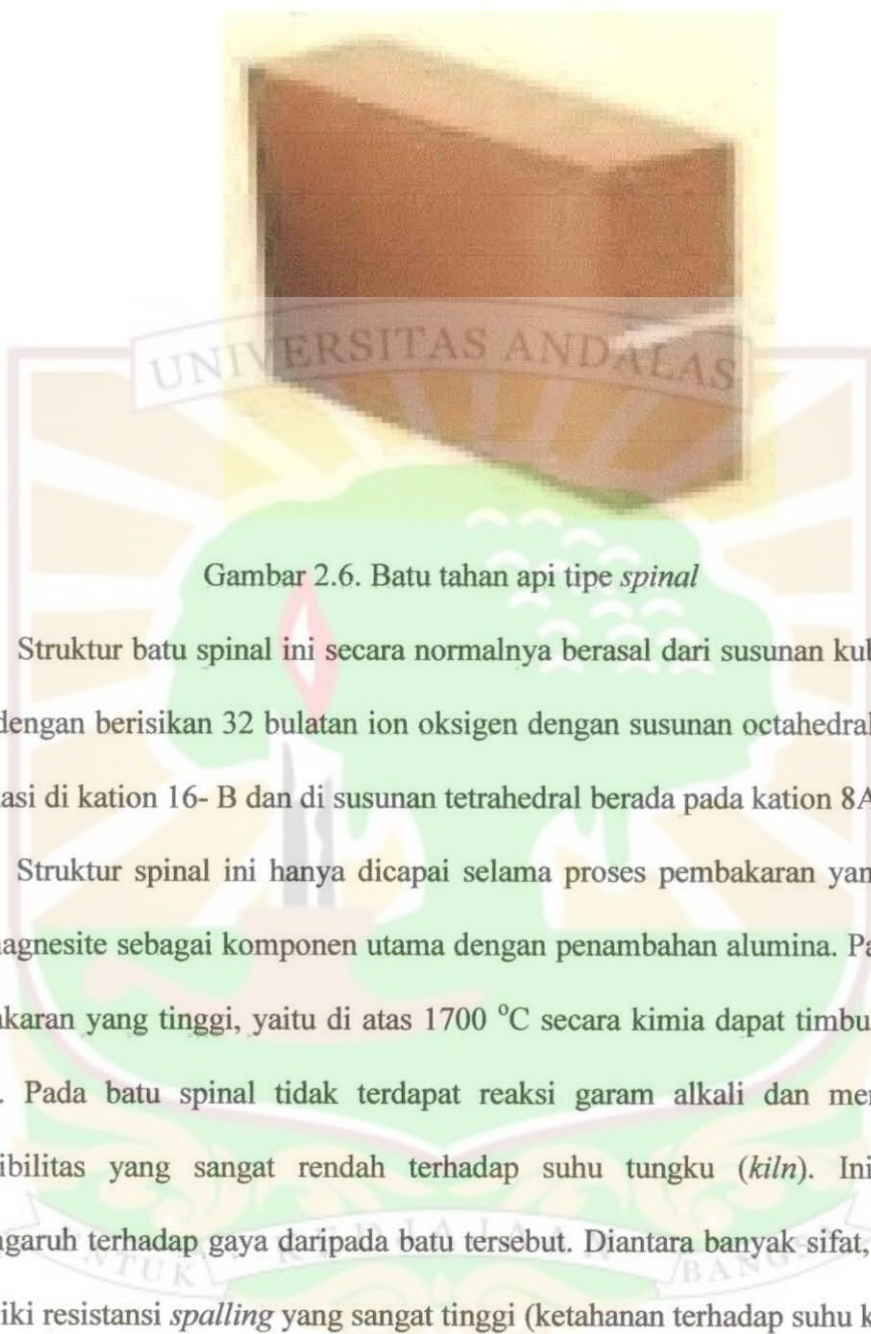 UNIVERSITAS ANDALAS
Gambar 2.6. Batu tahan api tipe spinal
Struktur batu spinal ini secara normalnya berasal dari susunan kub
dengan berisikan 32 bulatan ion oksigen dengan susunan octahedral
asi di kation 16- B dan di susunan tetrahedral berada pada kation 8A
Struktur spinal ini hanya dicapai selama proses pembakaran yan
nagnesite sebagai komponen utama dengan penambahan alumina. Pa
akaran yang tinggi, yaitu di atas 1700 °C secara kimia dapat timbu
. Pada batu spinal tidak terdapat reaksi garam alkali dan mer
ibilitas yang sangat rendah terhadap suhu tungku (kiln). Ini
ngaruh terhadap gaya daripada batu tersebut. Diantara banyak sifat,
UNTUK KEDJAJAAN BANGSA
iki resistansi spalling yang sangat tinggi (ketahanan terhadap suhu k